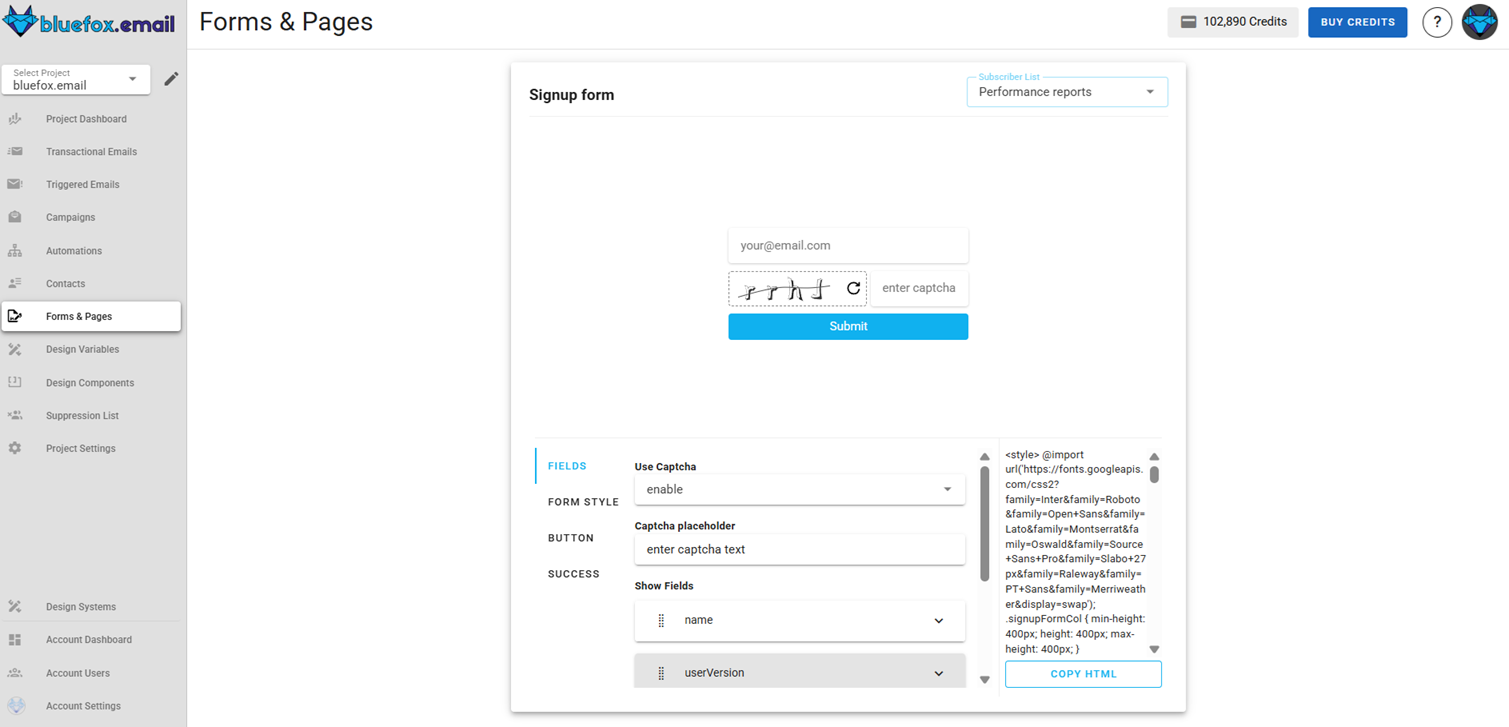 bluefox.email
Forms & Pages
102,890 Credits
BUY CREDITS
?
Select Project
bluefox.email
Project Dashboard
Transactional Emails
Triggered Emails
Campaigns
Automations
Contacts
Forms & Pages
Design Variables
Design Components
Suppression List
Project Settings
Design Systems
Account Dashboard
Account Users
Account Settings
Signup form
Subscriber List
Performance reports
your@email.com
enter captcha
Submit
FIELDS
FORM STYLE
BUTTON
SUCCESS
Use Captcha
enable
Captcha placeholder
enter captcha text
Show Fields
name
userVersion
<style> @import
url('https://fonts.googleapis.
com/css2?
family=Inter&family=Roboto
&family=Open+Sans&family=
Lato&family=Montserrat&fa
mily=Oswald&family=Source
+Sans+Pro&family=Slabo+27
px&family=Raleway&family=
PT+Sans&family=Merriweath
er&display=swap');
.signupFormCol { min-height:
400px; height: 400px; max-
height: 400px; }
COPY HTML